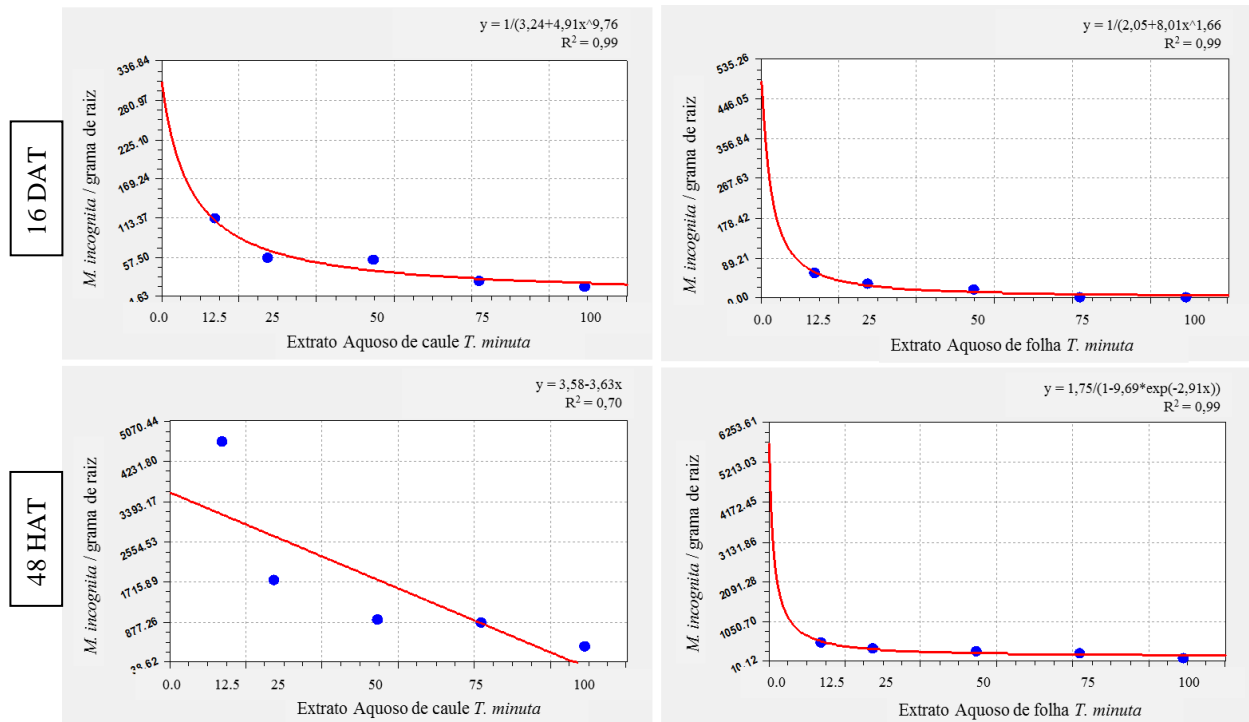 16 DAT
y = 1/(3,24+4,91x^9,76
R² = 0,99
M. incognita / grama de raiz
336.84
280.97
225.10
169.24
113.37
57.50
1.63
0.0 12.5 25 50 75 100
Extrato Aquoso de caule T. minuta
y = 1/(2,05+8,01x^1,66
R² = 0,99
M. incognita / grama de raiz
535.26
446.05
356.84
267.63
178.42
89.21
0.00
0.0 12.5 25 50 75 100
Extrato Aquoso de folha T. minuta
48 HAT
y = 3,58-3,63x
R² = 0,70
M. incognita / grama de raiz
5070.44
4231.80
3393.17
2554.53
1715.89
877.26
38.62
0.0 12.5 25 50 75 100
Extrato Aquoso de caule T. minuta
y = 1,75/(1-9,69*exp(-2,91x))
R² = 0,99
M. incognita / grama de raiz
6253.61
5213.03
4172.45
3131.86
2091.28
1050.70
10.12
0.0 12.5 25 50 75 100
Extrato Aquoso de folha T. minuta